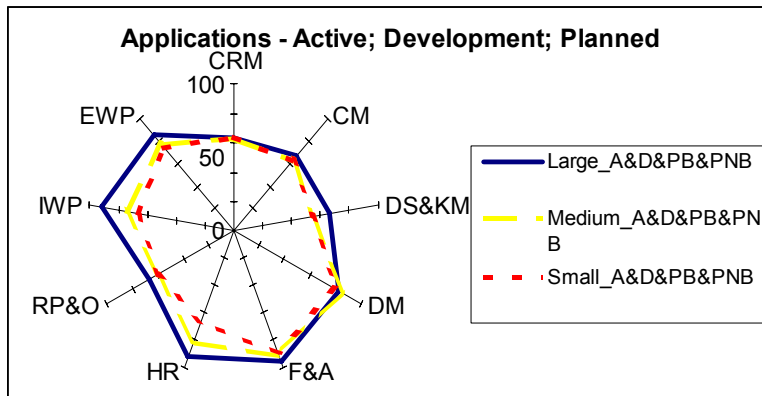 Applications - Active; Development; Planned
CRM
100
EWP
CM
50
IWP
DS&KM
0
RP&O
DM
HR
F&A
Large_A&D&PB&PNB
Medium_A&D&PB&PN
B
Small_A&D&PB&PNB